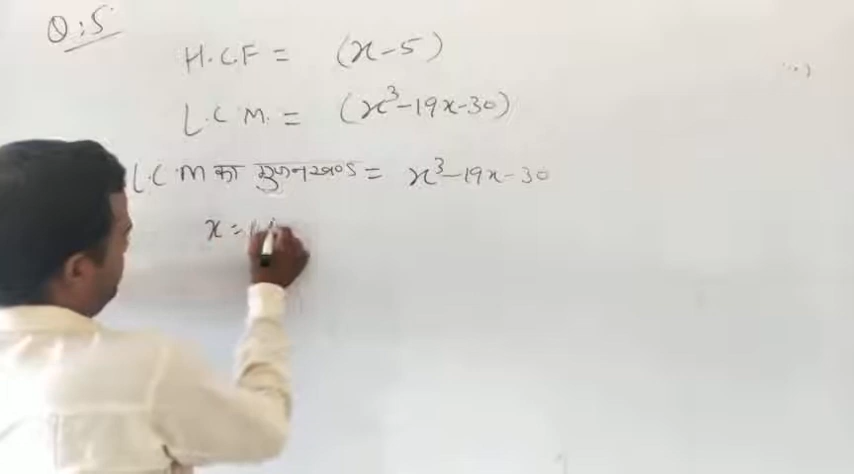 Q:5
H.C.F = (x-5)
L.C.M. = (x³-19x-30)
L.C.M का गुणनखण्ड = x³-19x-30
x =